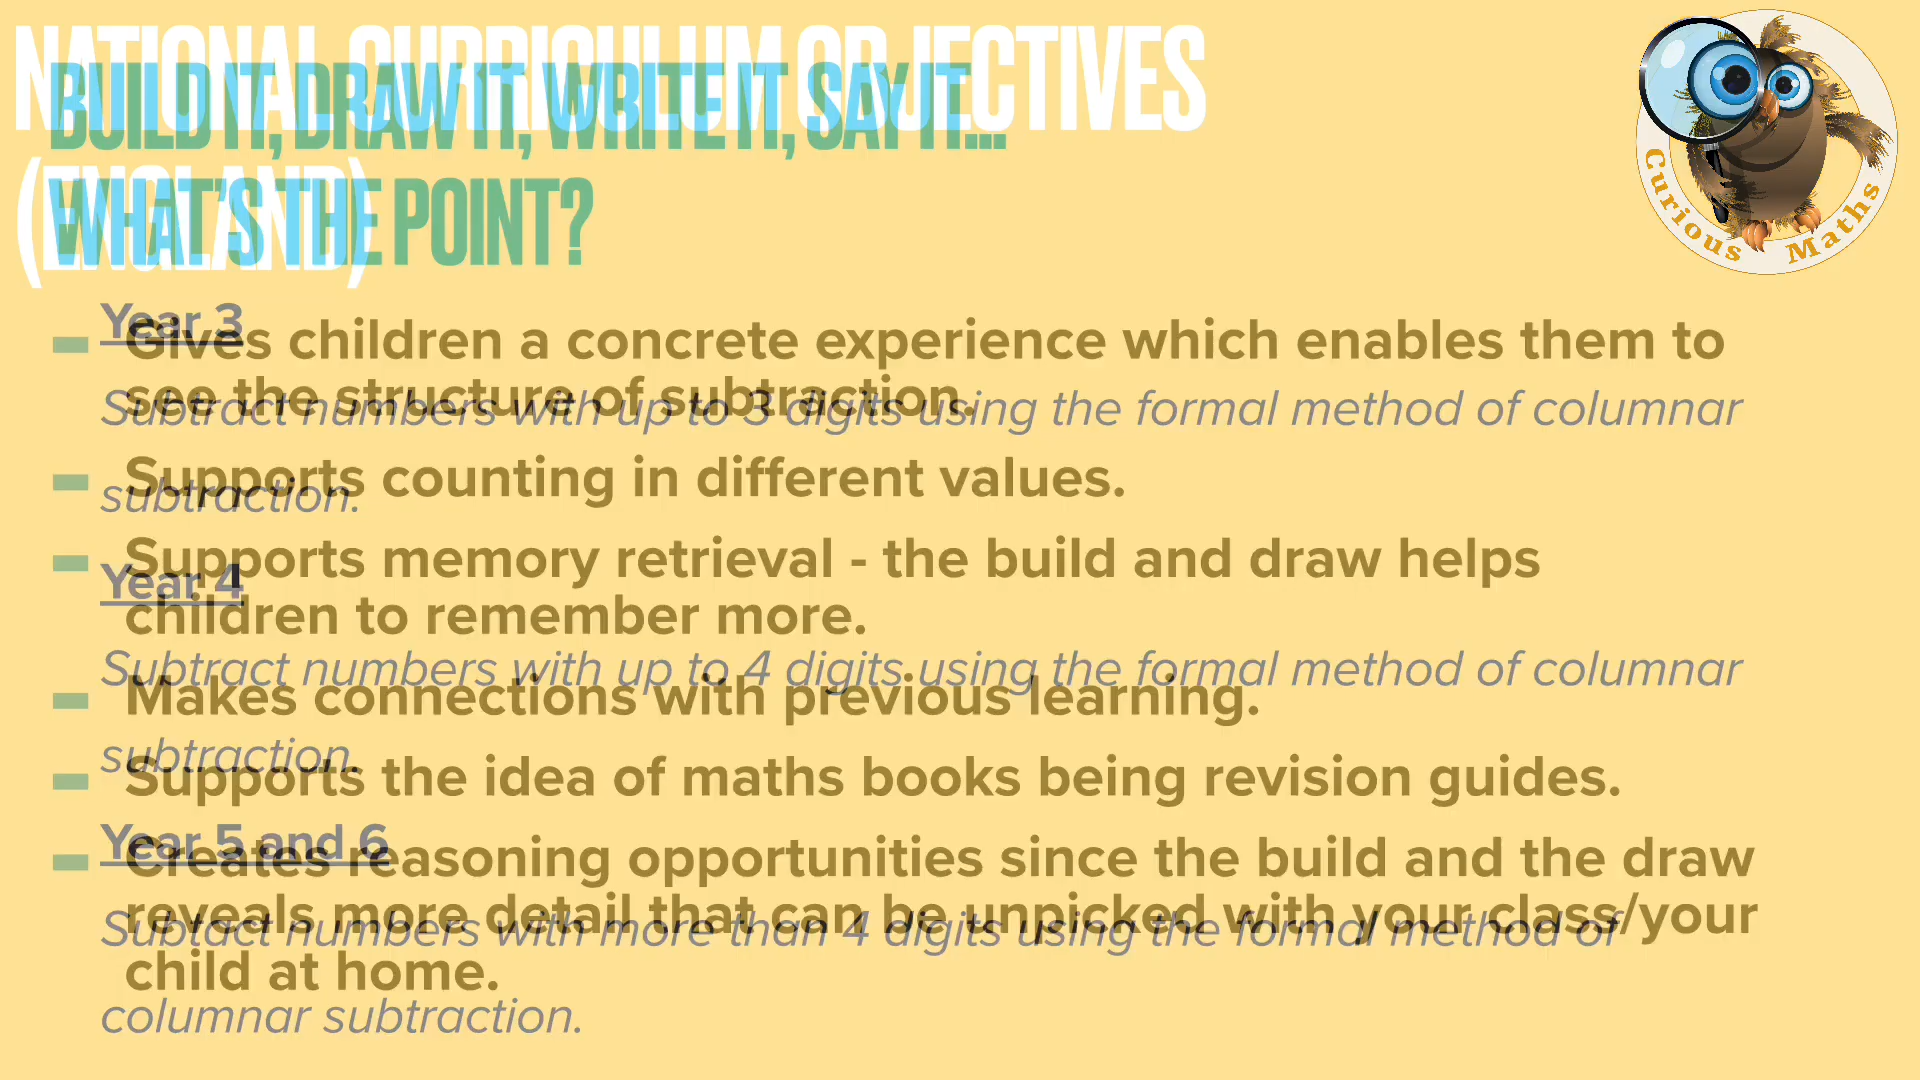 NATIONAL CURRICULUM OBJECTIVES
(ENGLAND)
BUILD IT, DRAW IT, WRITE IT, SAY IT...
WHAT'S THE POINT?
Curious Maths
Year 3
Subtract numbers with up to 3 digits using the formal method of columnar
subtraction.
Year 4
Subtract numbers with up to 4 digits using the formal method of columnar
subtraction.
Year 5 and 6
Subtact numbers with more than 4 digits using the formal method of
columnar subtraction.
- Gives children a concrete experience which enables them to
see the structure of subtraction.
- Supports counting in different values.
- Supports memory retrieval - the build and draw helps
children to remember more.
- Makes connections with previous learning.
- Supports the idea of maths books being revision guides.
- Creates reasoning opportunities since the build and the draw
reveals more detail that can be unpicked with your class/your
child at home.